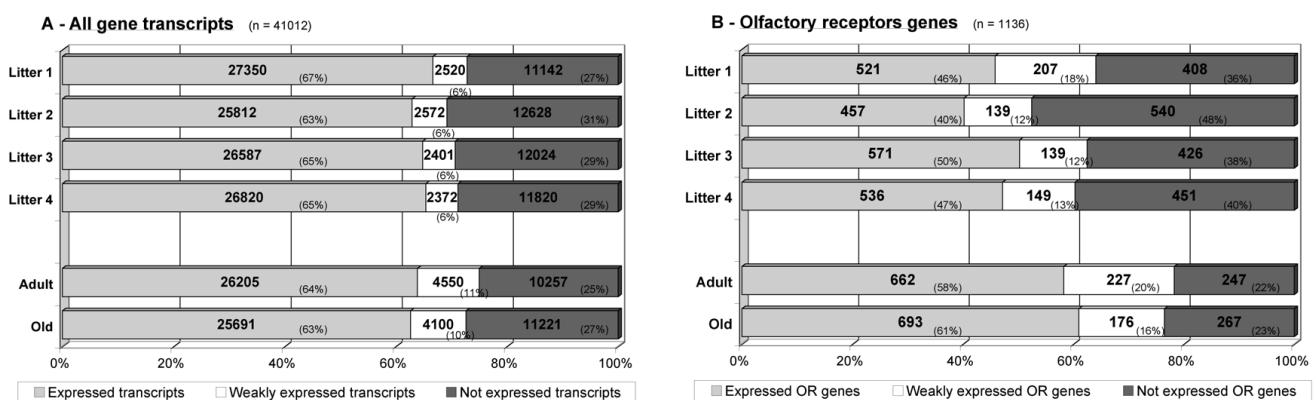 A - All gene transcripts (n = 41012)
Litter 1 27350 (67%) 2520 (6%) 11142 (27%)
Litter 2 25812 (63%) 2572 (6%) 12628 (31%)
Litter 3 26587 (65%) 2401 (6%) 12024 (29%)
Litter 4 26820 (65%) 2372 (6%) 11820 (29%)
Adult 26205 (64%) 4550 (11%) 10257 (25%)
Old 25691 (63%) 4100 (10%) 11221 (27%)
0% 20% 40% 60% 80% 100%
Expressed transcripts Weakly expressed transcripts Not expressed transcripts
B - Olfactory receptors genes (n = 1136)
Litter 1 521 (46%) 207 (18%) 408 (36%)
Litter 2 457 (40%) 139 (12%) 540 (48%)
Litter 3 571 (50%) 139 (12%) 426 (38%)
Litter 4 536 (47%) 149 (13%) 451 (40%)
Adult 662 (58%) 227 (20%) 247 (22%)
Old 693 (61%) 176 (16%) 267 (23%)
0% 20% 40% 60% 80% 100%
Expressed OR genes Weakly expressed OR genes Not expressed OR genes